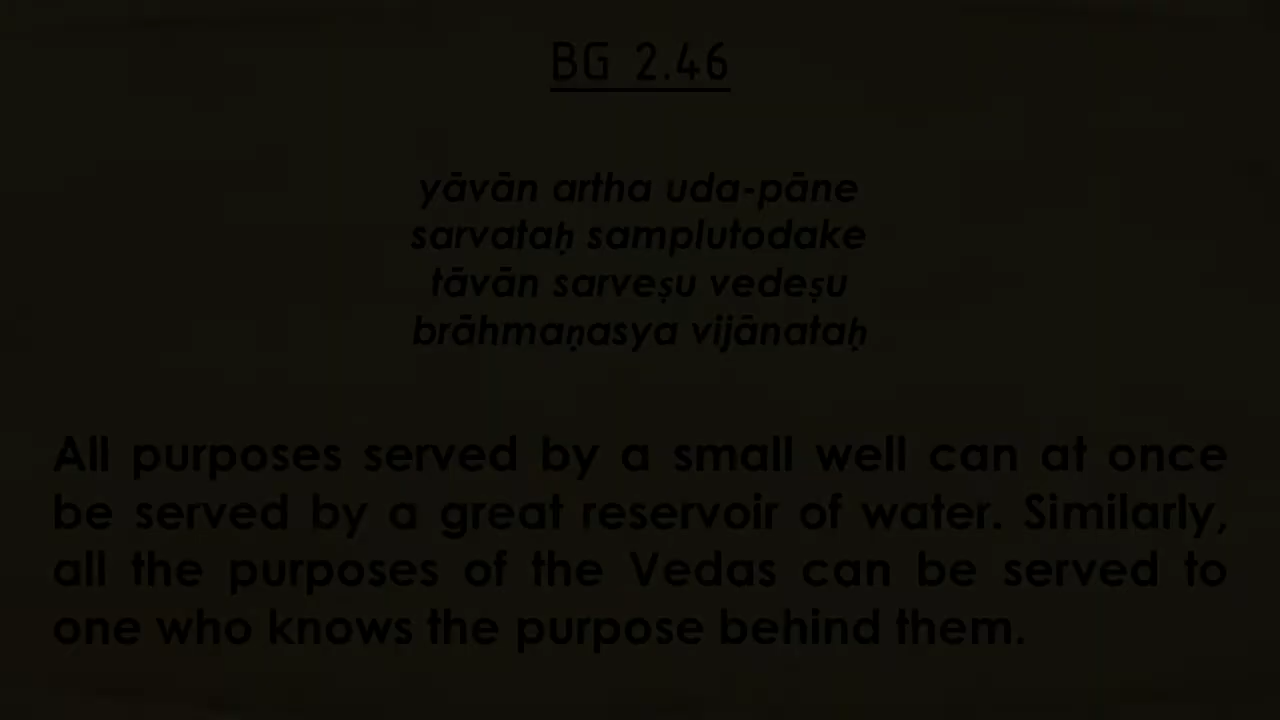 BG 2.46
yāvān artha uda-pāne
sarvataḥ samplutodake
tāvān sarveṣu vedeṣu
brāhmaṇasya vijānataḥ
All purposes served by a small well can at once
be served by a great reservoir of water. Similarly,
all the purposes of the Vedas can be served to
one who knows the purpose behind them.